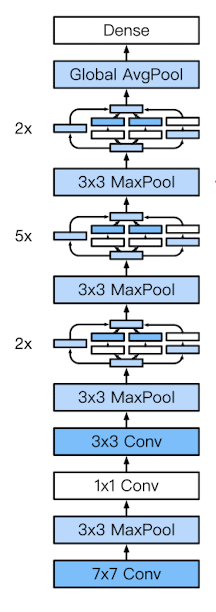 Dense
Global AvgPool
2x
3x3 MaxPool
5x
3x3 MaxPool
2x
3x3 MaxPool
3x3 Conv
1x1 Conv
3x3 MaxPool
7x7 Conv